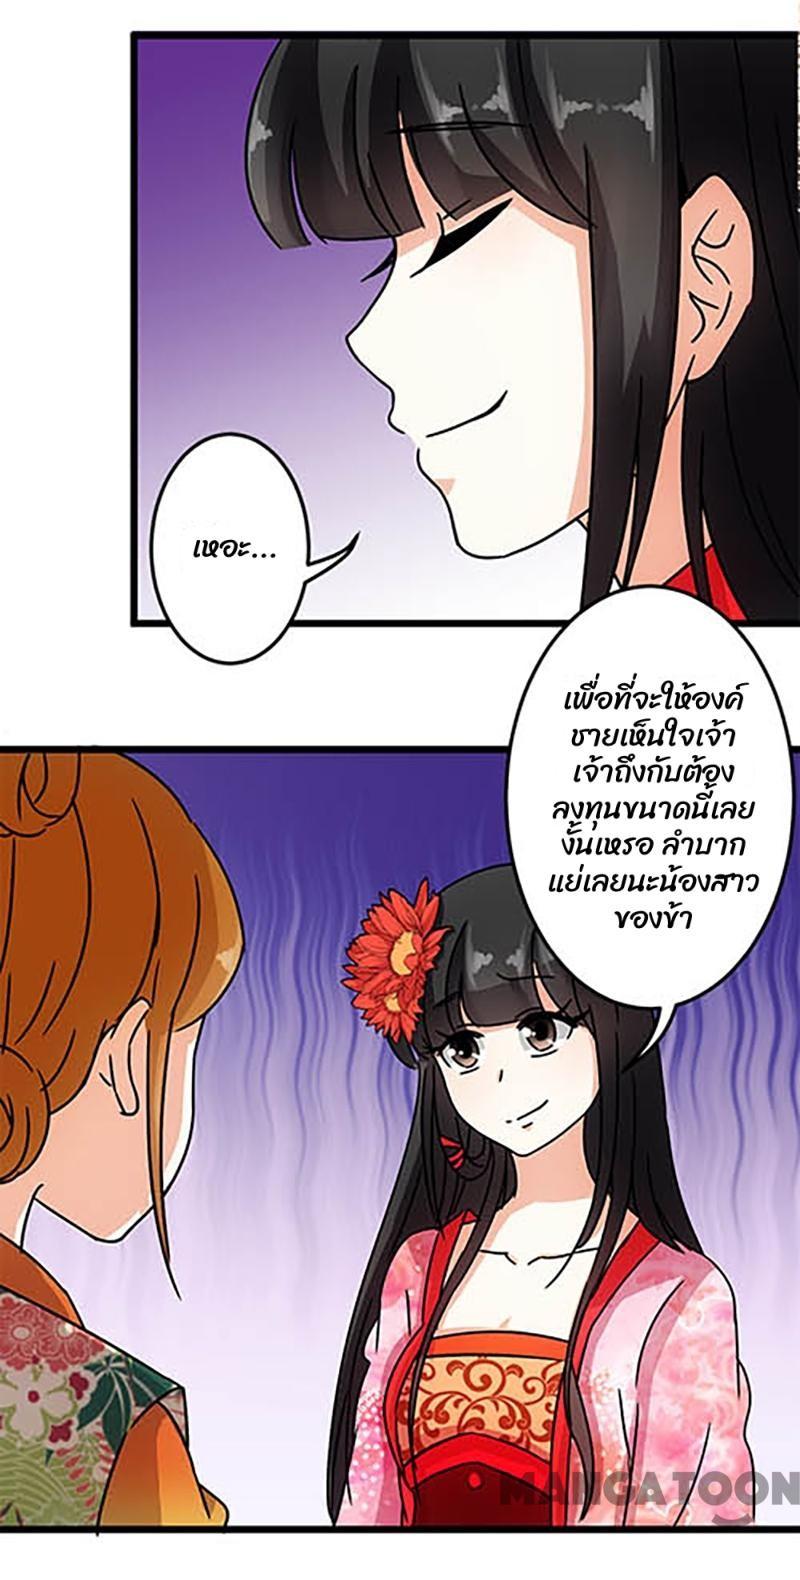 เหอะ...
เพื่อที่จะให้องค์
ชายเห็นใจเจ้า
เจ้าถึงกับต้อง
ลงทุนขนาดนี้เลย
งั้นเหรอ ลำบาก
แย่เลยนะน้องสาว
ของข้า
MANGATOON